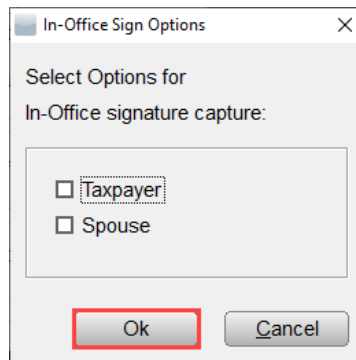 In-Office Sign Options
Select Options for
In-Office signature capture:
Taxpayer
Spouse
Ok Cancel